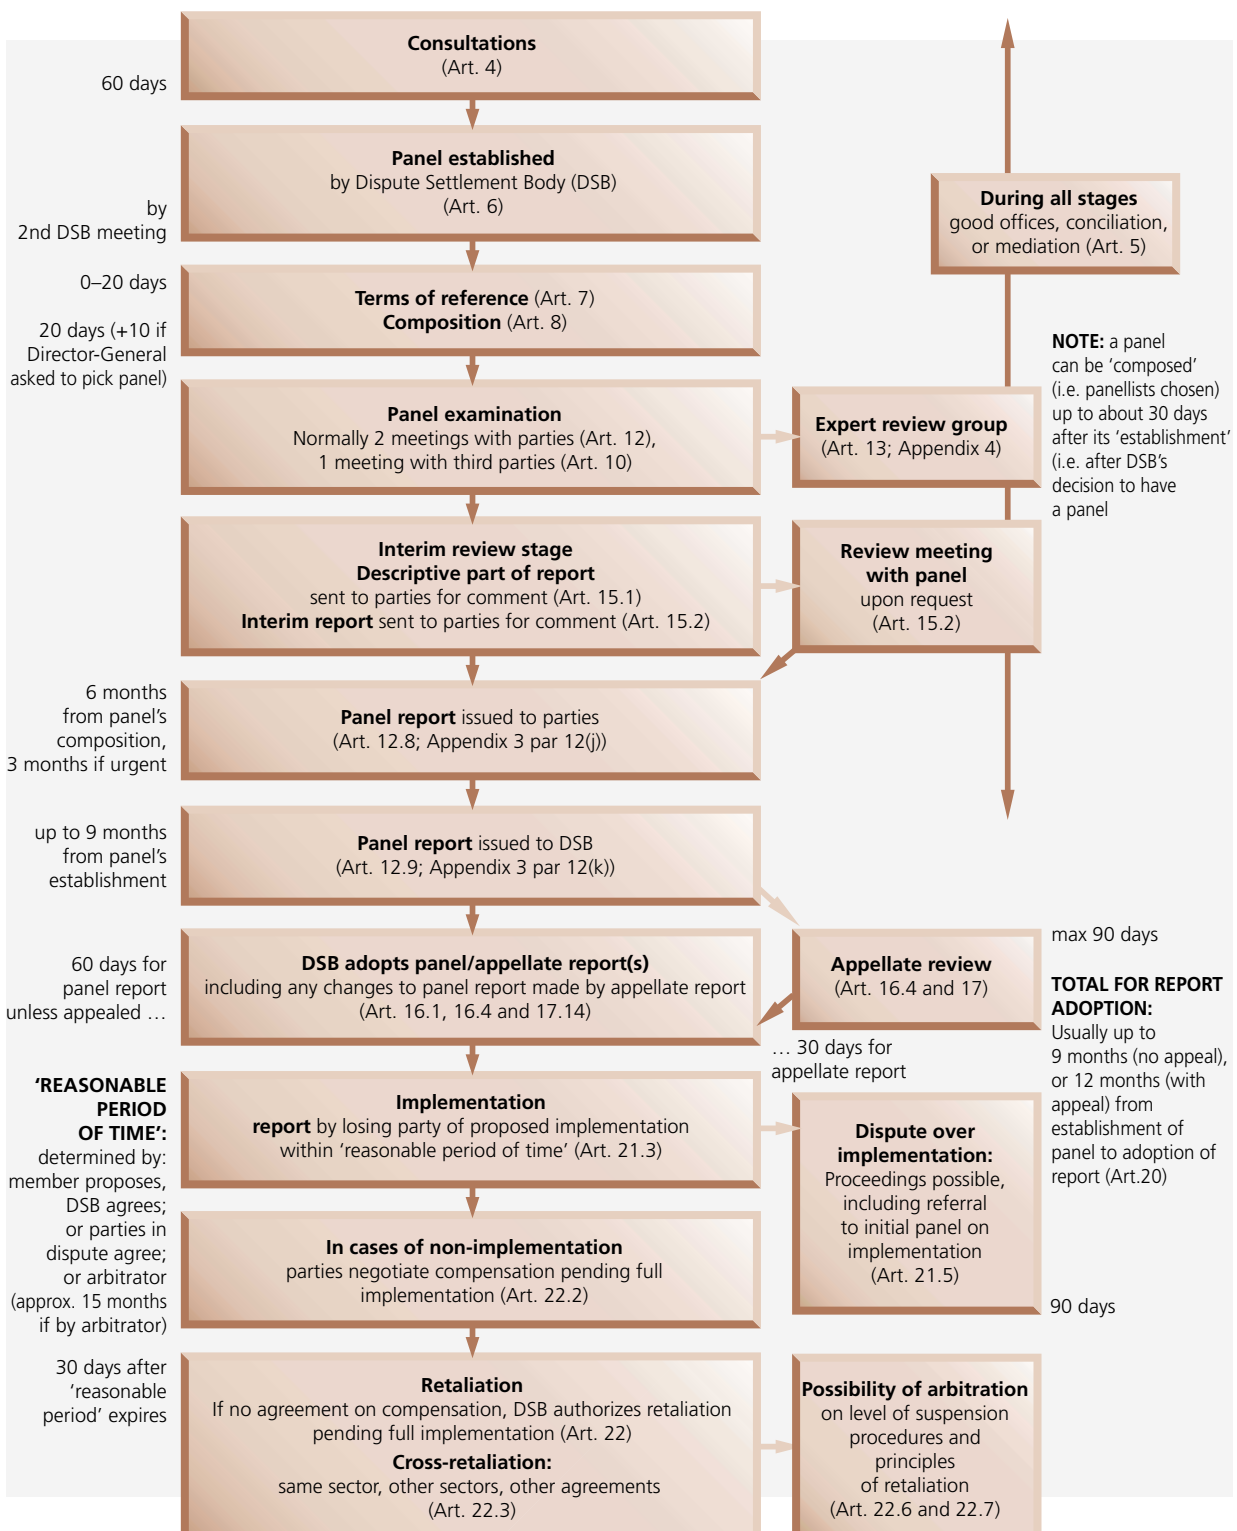 Consultations
(Art. 4)
60 days
Panel established
by Dispute Settlement Body (DSB)
(Art. 6)
by
2nd DSB meeting
During all stages
good offices, conciliation,
or mediation (Art. 5)
0–20 days
Terms of reference (Art. 7)
Composition (Art. 8)
20 days (+10 if
Director-General
asked to pick panel)
NOTE: a panel
can be ‘composed’
(i.e. panellists chosen)
up to about 30 days
after its ‘establishment’
(i.e. after DSB’s
decision to have
a panel
Panel examination
Normally 2 meetings with parties (Art. 12),
1 meeting with third parties (Art. 10)
Expert review group
(Art. 13; Appendix 4)
Interim review stage
Descriptive part of report
sent to parties for comment (Art. 15.1)
Interim report sent to parties for comment (Art. 15.2)
Review meeting
with panel
upon request
(Art. 15.2)
6 months
from panel’s
composition,
3 months if urgent
Panel report issued to parties
(Art. 12.8; Appendix 3 par 12(j))
up to 9 months
from panel’s
establishment
Panel report issued to DSB
(Art. 12.9; Appendix 3 par 12(k))
60 days for
panel report
unless appealed …
DSB adopts panel/appellate report(s)
including any changes to panel report made by appellate report
(Art. 16.1, 16.4 and 17.14)
Appellate review
(Art. 16.4 and 17)
max 90 days
… 30 days for
appellate report
TOTAL FOR REPORT
ADOPTION:
Usually up to
9 months (no appeal),
or 12 months (with
appeal) from
establishment of
panel to adoption of
report (Art.20)
‘REASONABLE
PERIOD
OF TIME’:
determined by:
member proposes,
DSB agrees;
or parties in
dispute agree;
or arbitrator
(approx. 15 months
if by arbitrator)
Implementation
report by losing party of proposed implementation
within ‘reasonable period of time’ (Art. 21.3)
Dispute over
implementation:
Proceedings possible,
including referral
to initial panel on
implementation
(Art. 21.5)
90 days
In cases of non-implementation
parties negotiate compensation pending full
implementation (Art. 22.2)
30 days after
‘reasonable
period’ expires
Retaliation
If no agreement on compensation, DSB authorizes retaliation
pending full implementation (Art. 22)
Cross-retaliation:
same sector, other sectors, other agreements
(Art. 22.3)
Possibility of arbitration
on level of suspension
procedures and
principles
of retaliation
(Art. 22.6 and 22.7)